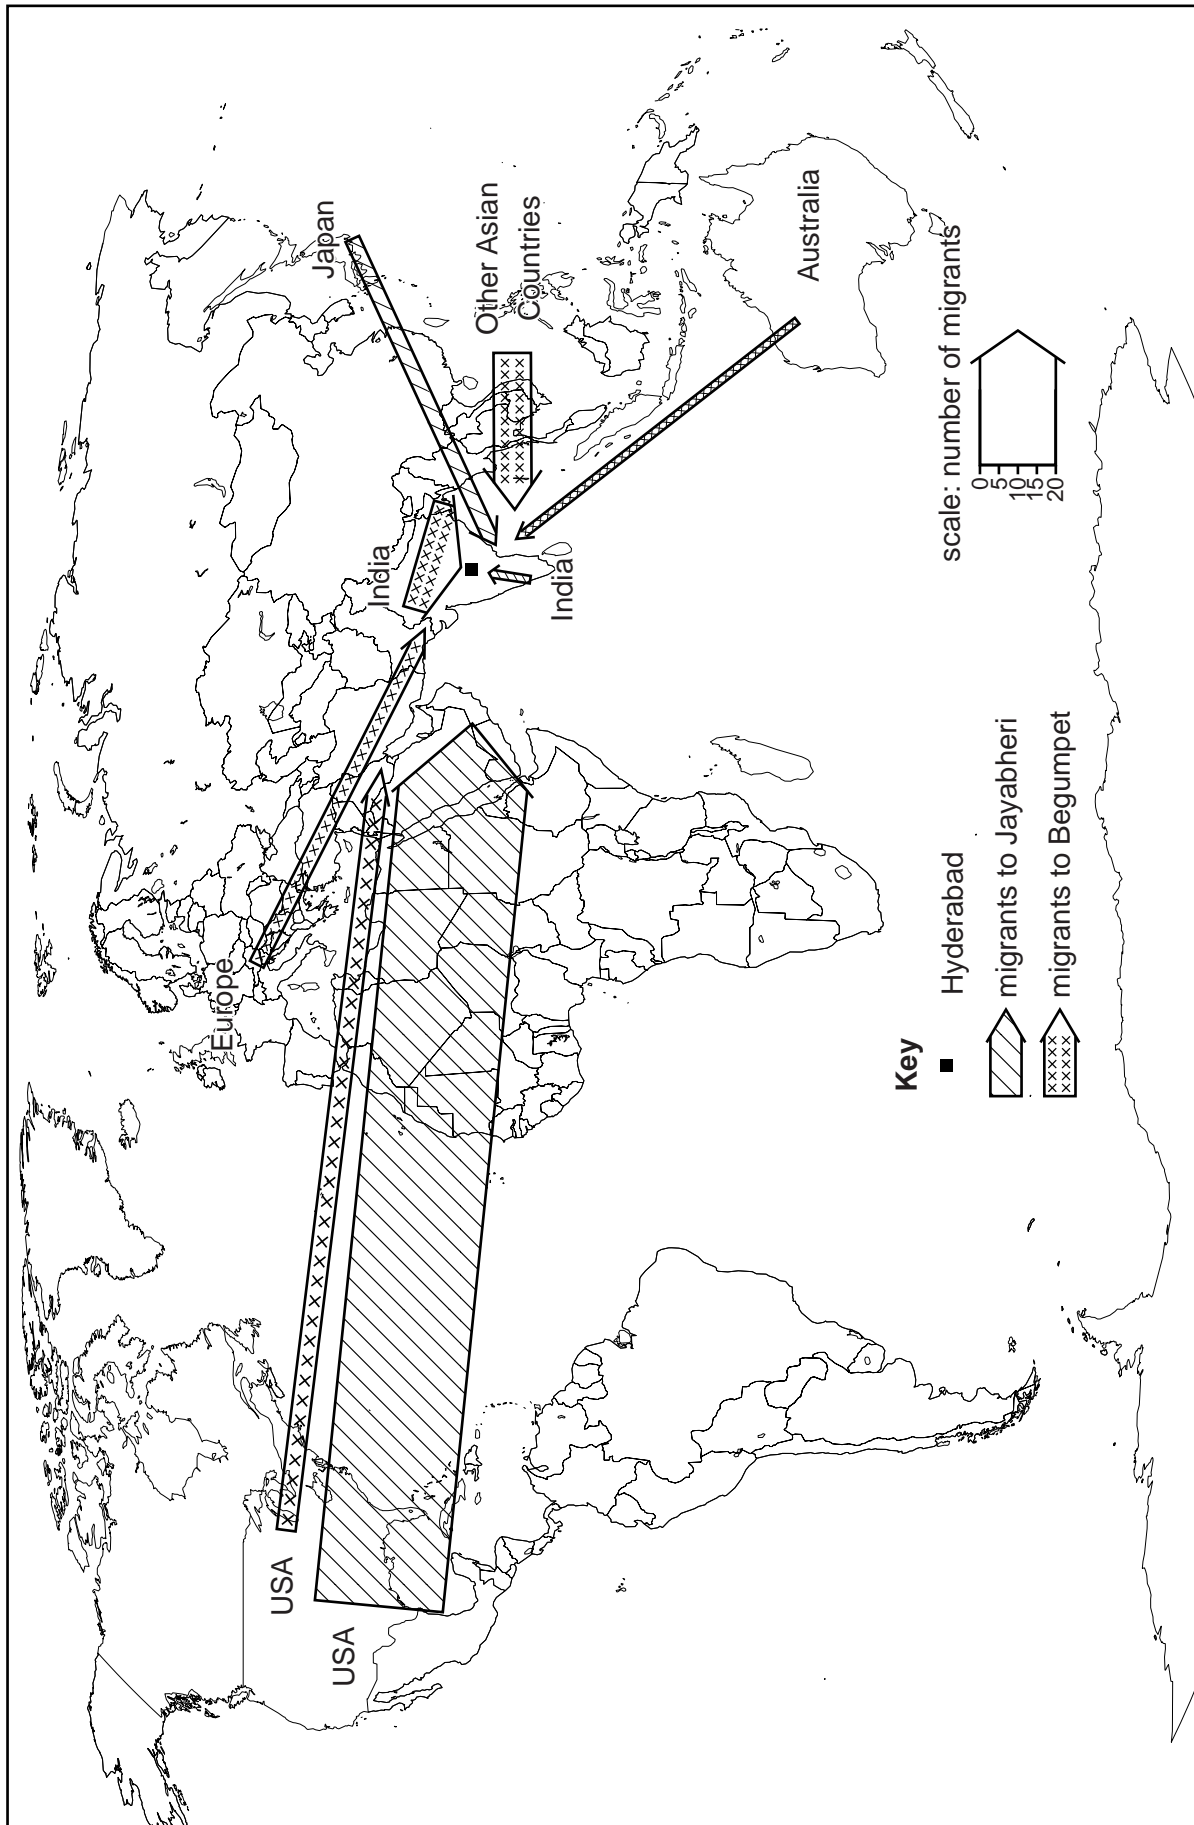 USA
USA
Europe
India
India
Japan
Other Asian
Countries
Australia
Key
Hyderabad
migrants to Jayabheri
migrants to Begumpet
scale: number of migrants
0
5
10
15
20